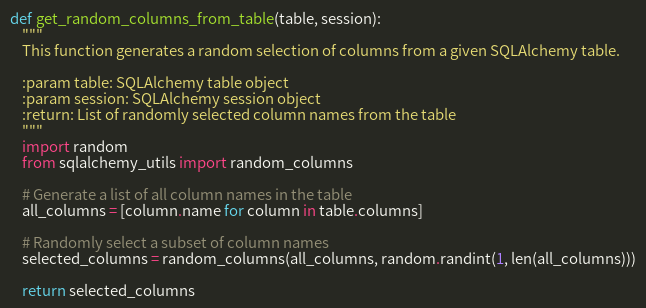 def get_random_columns_from_table(table, session):
    """
    This function generates a random selection of columns from a given SQLAlchemy table.

    :param table: SQLAlchemy table object
    :param session: SQLAlchemy session object
    :return: List of randomly selected column names from the table
    """
    import random
    from sqlalchemy_utils import random_columns

    # Generate a list of all column names in the table
    all_columns = [column.name for column in table.columns]

    # Randomly select a subset of column names
    selected_columns = random_columns(all_columns, random.randint(1, len(all_columns)))

    return selected_columns